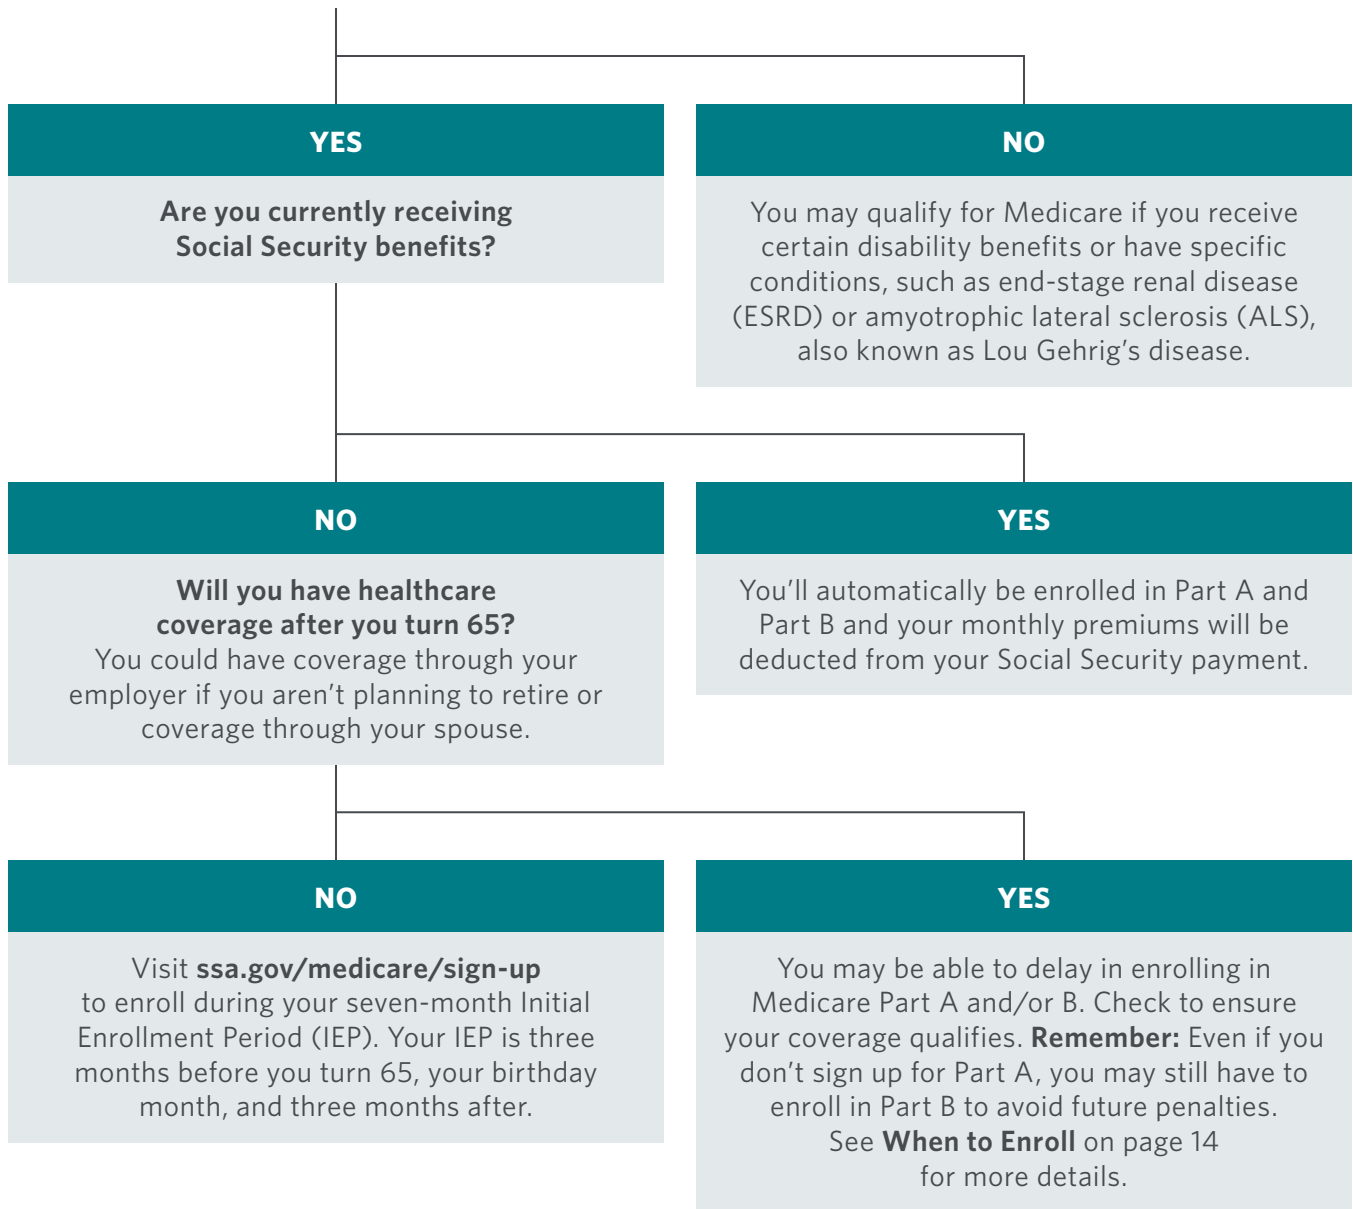 YES
Are you currently receiving
Social Security benefits?
NO
You may qualify for Medicare if you receive
certain disability benefits or have specific
conditions, such as end-stage renal disease
(ESRD) or amyotrophic lateral sclerosis (ALS),
also known as Lou Gehrig’s disease.
NO
Will you have healthcare
coverage after you turn 65?
You could have coverage through your
employer if you aren’t planning to retire or
coverage through your spouse.
YES
You’ll automatically be enrolled in Part A and
Part B and your monthly premiums will be
deducted from your Social Security payment.
NO
Visit ssa.gov/medicare/sign-up
to enroll during your seven-month Initial
Enrollment Period (IEP). Your IEP is three
months before you turn 65, your birthday
month, and three months after.
YES
You may be able to delay in enrolling in
Medicare Part A and/or B. Check to ensure
your coverage qualifies. Remember: Even if you
don’t sign up for Part A, you may still have to
enroll in Part B to avoid future penalties.
See When to Enroll on page 14
for more details.